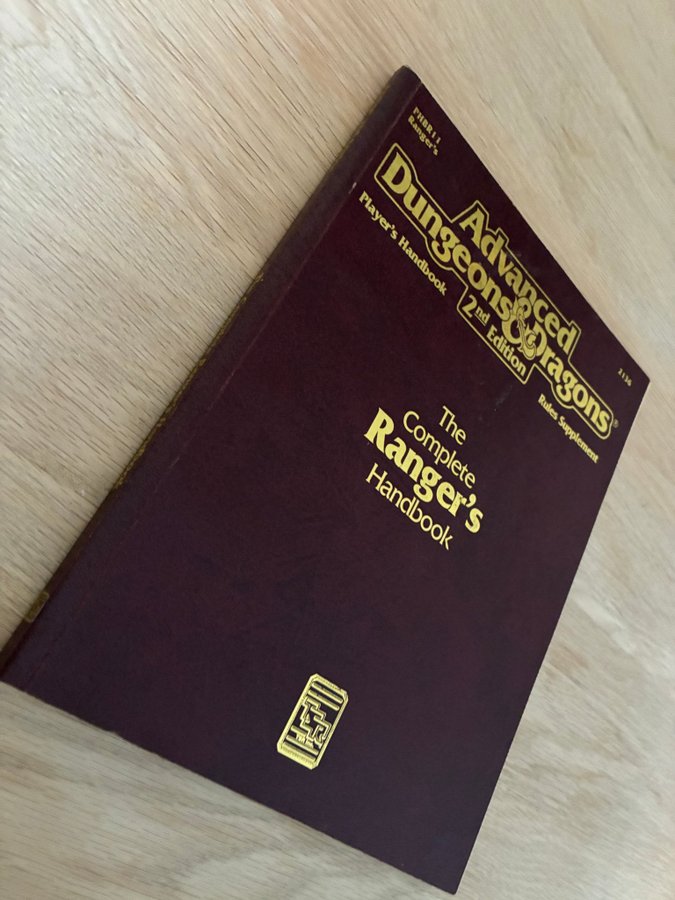 PHBR11
Ranger's
2136
Advanced
Dungeons & Dragons®
2nd Edition
Player's Handbook
Rules Supplement
The
Complete
Ranger's
Handbook
TSR